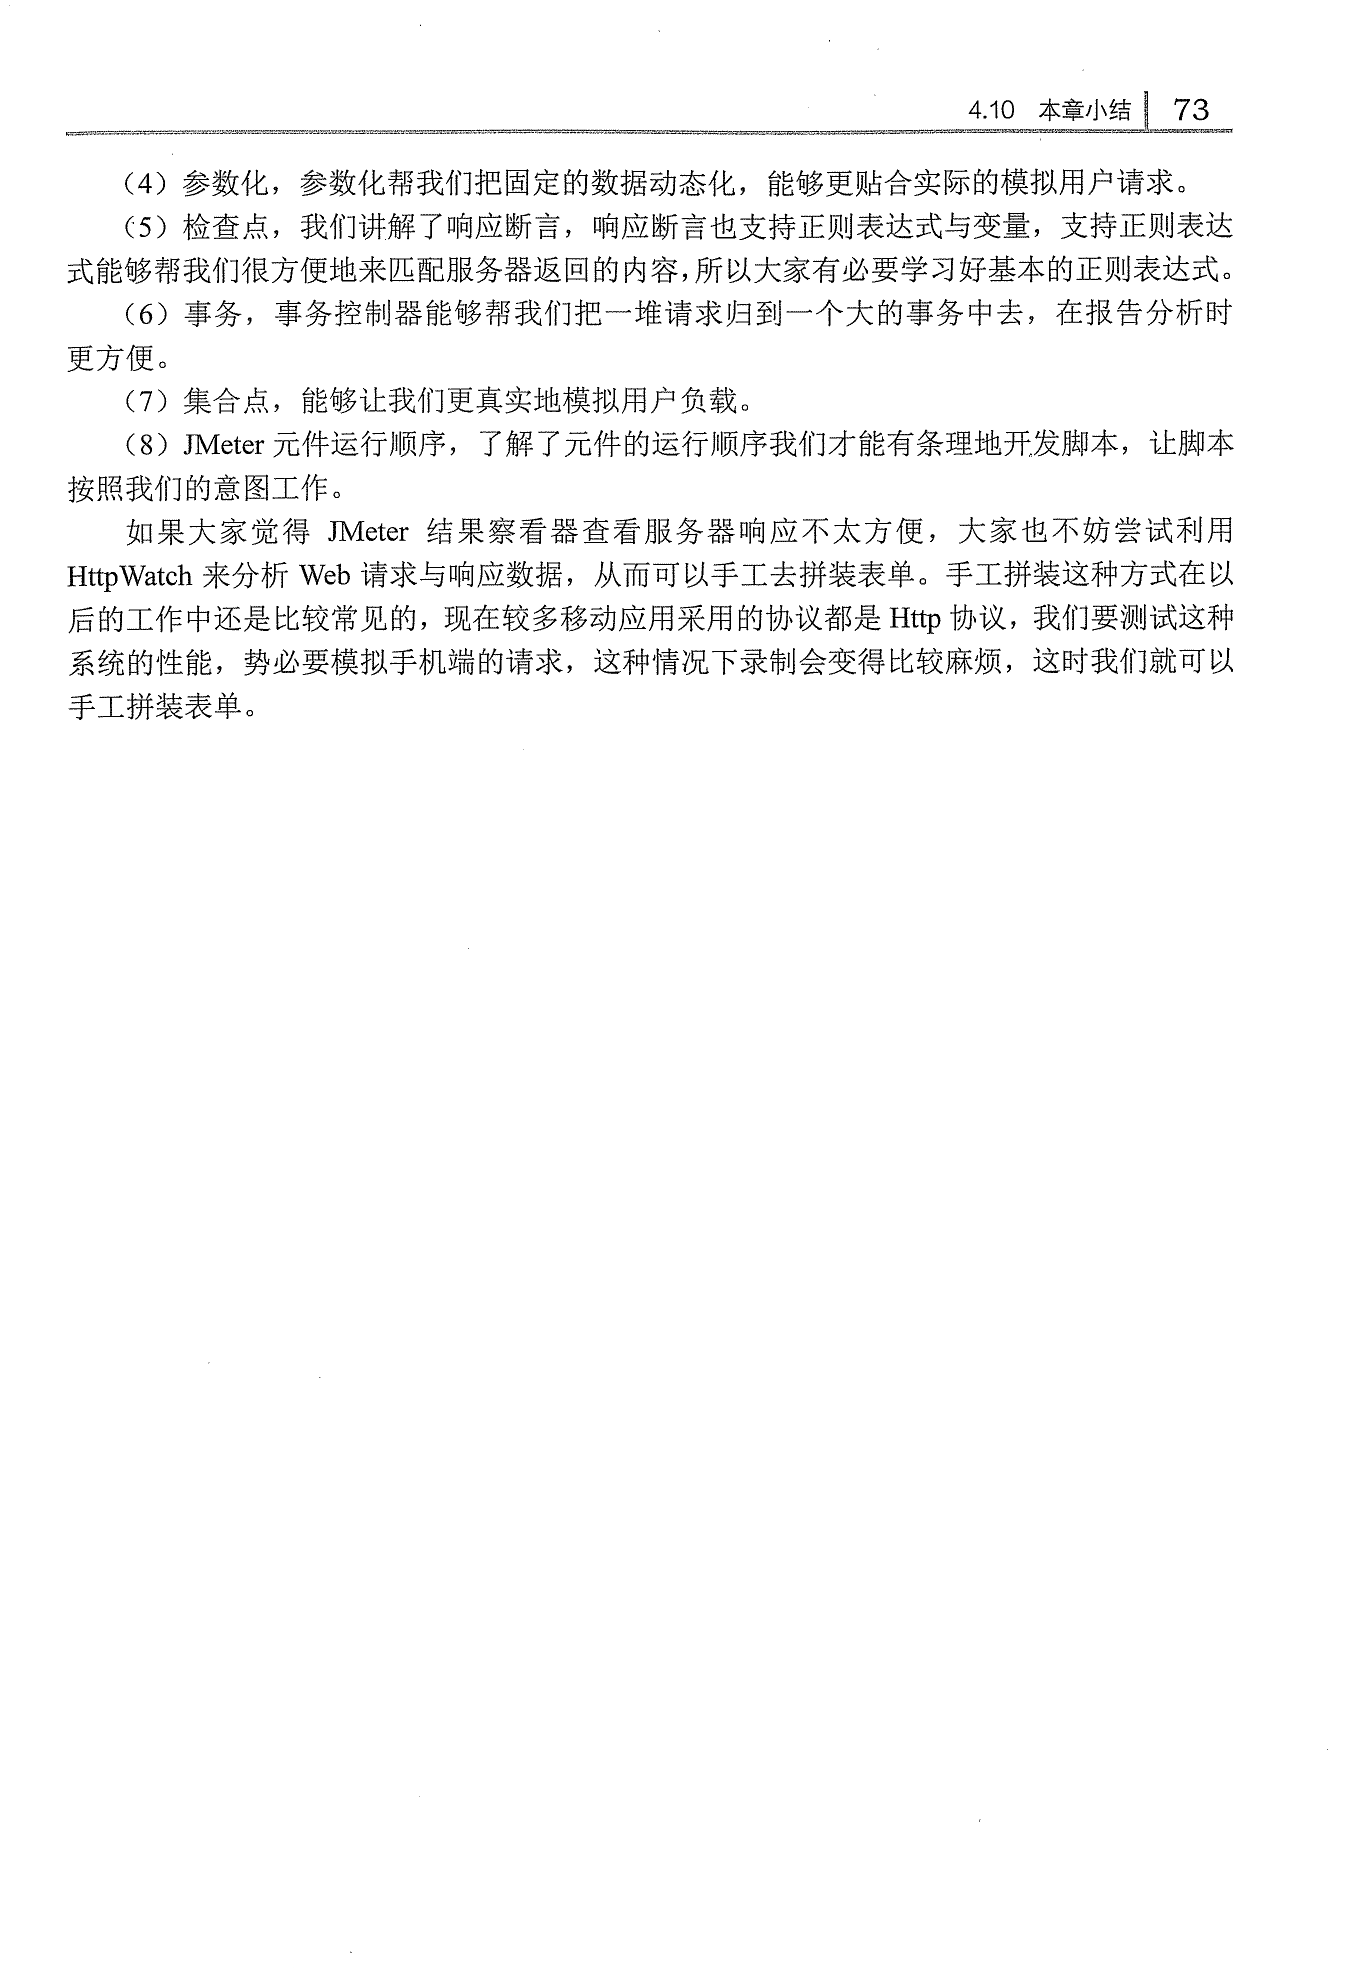 4.10 本章小结 73
（4）参数化，参数化帮我们把固定的数据动态化，能够更贴合实际的模拟用户请求。
（5）检查点，我们讲解了响应断言，响应断言也支持正则表达式与变量，支持正则表达
式能够帮我们很方便地来匹配服务器返回的内容，所以大家有必要学习好基本的正则表达式。
（6）事务，事务控制器能够帮我们把一堆请求归到一个大的事务中去，在报告分析时
更方便。
（7）集合点，能够让我们更真实地模拟用户负载。
（8）JMeter 元件运行顺序，了解了元件的运行顺序我们才能有条理地开发脚本，让脚本
按照我们的意图工作。
如果大家觉得 JMeter 结果察看器查看服务器响应不太方便，大家也不妨尝试利用
HttpWatch 来分析 Web 请求与响应数据，从而可以手工去拼装表单。手工拼装这种方式在以
后的工作中还是比较常见的，现在较多移动应用采用的协议都是 Http 协议，我们要测试这种
系统的性能，势必要模拟手机端的请求，这种情况下录制会变得比较麻烦，这时我们就可以
手工拼装表单。